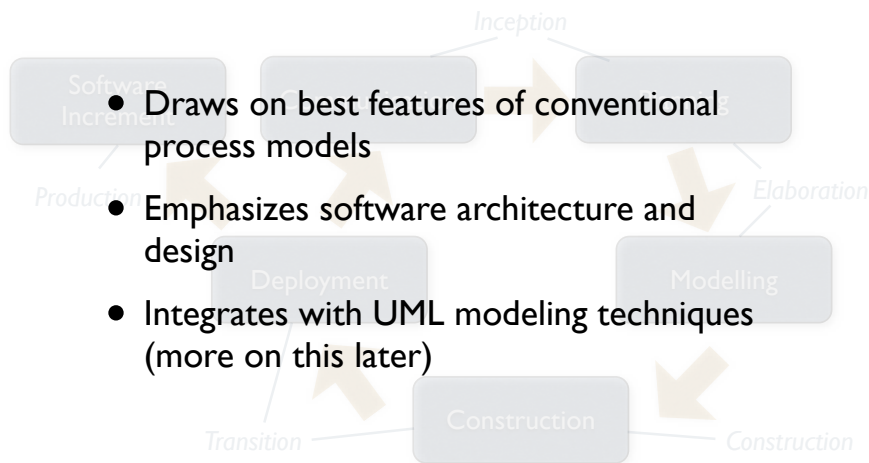 Inception
Software
Increment
• Draws on best features of conventional
process models
Production
Elaboration
• Emphasizes software architecture and
design
Deployment
Modelling
• Integrates with UML modeling techniques
(more on this later)
Construction
Transition
Construction